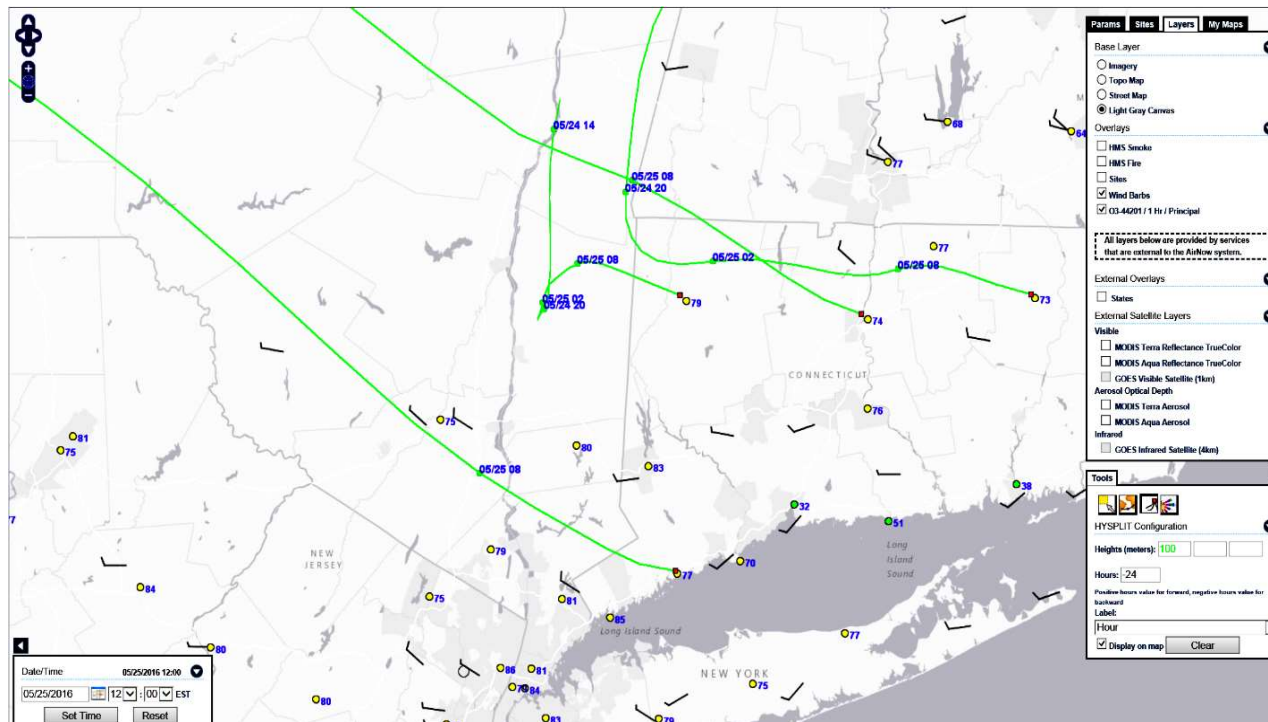 Params Sites Layers My Maps
Base Layer
Imagery
Topo Map
Street Map
Light Gray Canvas
Overlays
HMS Smoke
HMS Fire
Sites
Wind Barbs
O3-44201 / 1 Hr / Principal
All layers below are provided by services
that are external to the AirNow system.
External Overlays
States
External Satellite Layers
Visible
MODIS Terra Reflectance TrueColor
MODIS Aqua Reflectance TrueColor
GOES Visible Satellite (1km)
Aerosol Optical Depth
MODIS Terra Aerosol
MODIS Aqua Aerosol
Infrared
GOES Infrared Satellite (4km)
Tools
HYSPLIT Configuration
Heights (meters): 100
Hours: -24
Positive hours value for forward, negative hours value for
backward
Label:
Hour
Display on map Clear
05/24 14
68
64
77
05/25 08
05/24 20
77
05/25 02
05/25 08
05/25 08
73
05/25 02
05/24 20
79
74
CONNECTICUT
76
75
81
75
80
83
05/25 08
38
32
51
77
Long
Island
Sound
79
NEW
JERSEY
70
77
84
75
81
85
Long Island Sound
77
80
86
81
NEW YORK
84
75
80
83
79
Date/Time 05/25/2016 12:00
05/25/2016 12 : 00 EST
Set Time Reset